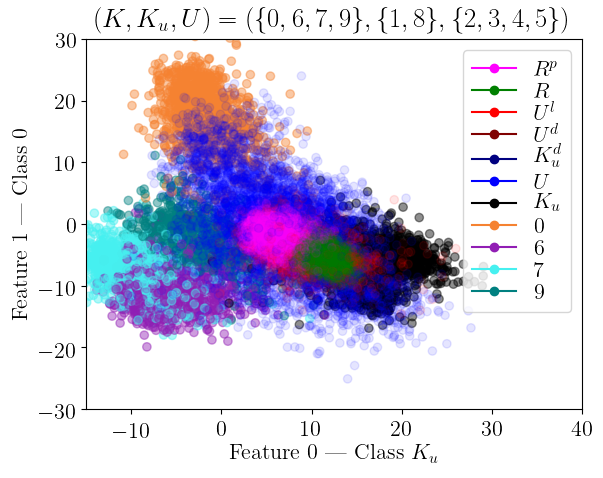 (K, K_u, U) = ({0, 6, 7, 9}, {1, 8}, {2, 3, 4, 5})
Feature 1 — Class 0
30
20
10
0
−10
−20
−30
R^p
R
U^l
U^d
K_u^d
U
K_u
0
6
7
9
−10 0 10 20 30 40
Feature 0 — Class K_u